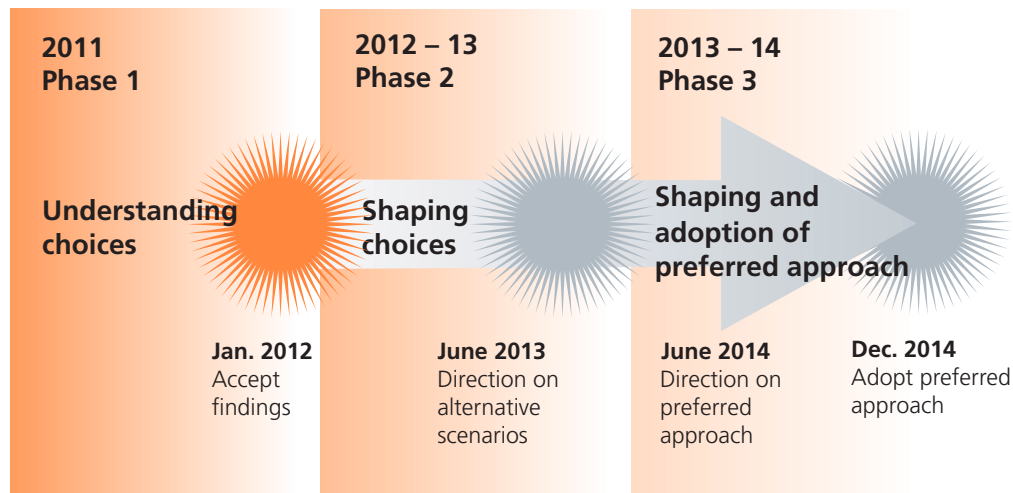 2011
Phase 1
2012 – 13
Phase 2
2013 – 14
Phase 3
Understanding
choices
Shaping
choices
Shaping and
adoption of
preferred approach
Jan. 2012
Accept
findings
June 2013
Direction on
alternative
scenarios
June 2014
Direction on
preferred
approach
Dec. 2014
Adopt preferred
approach